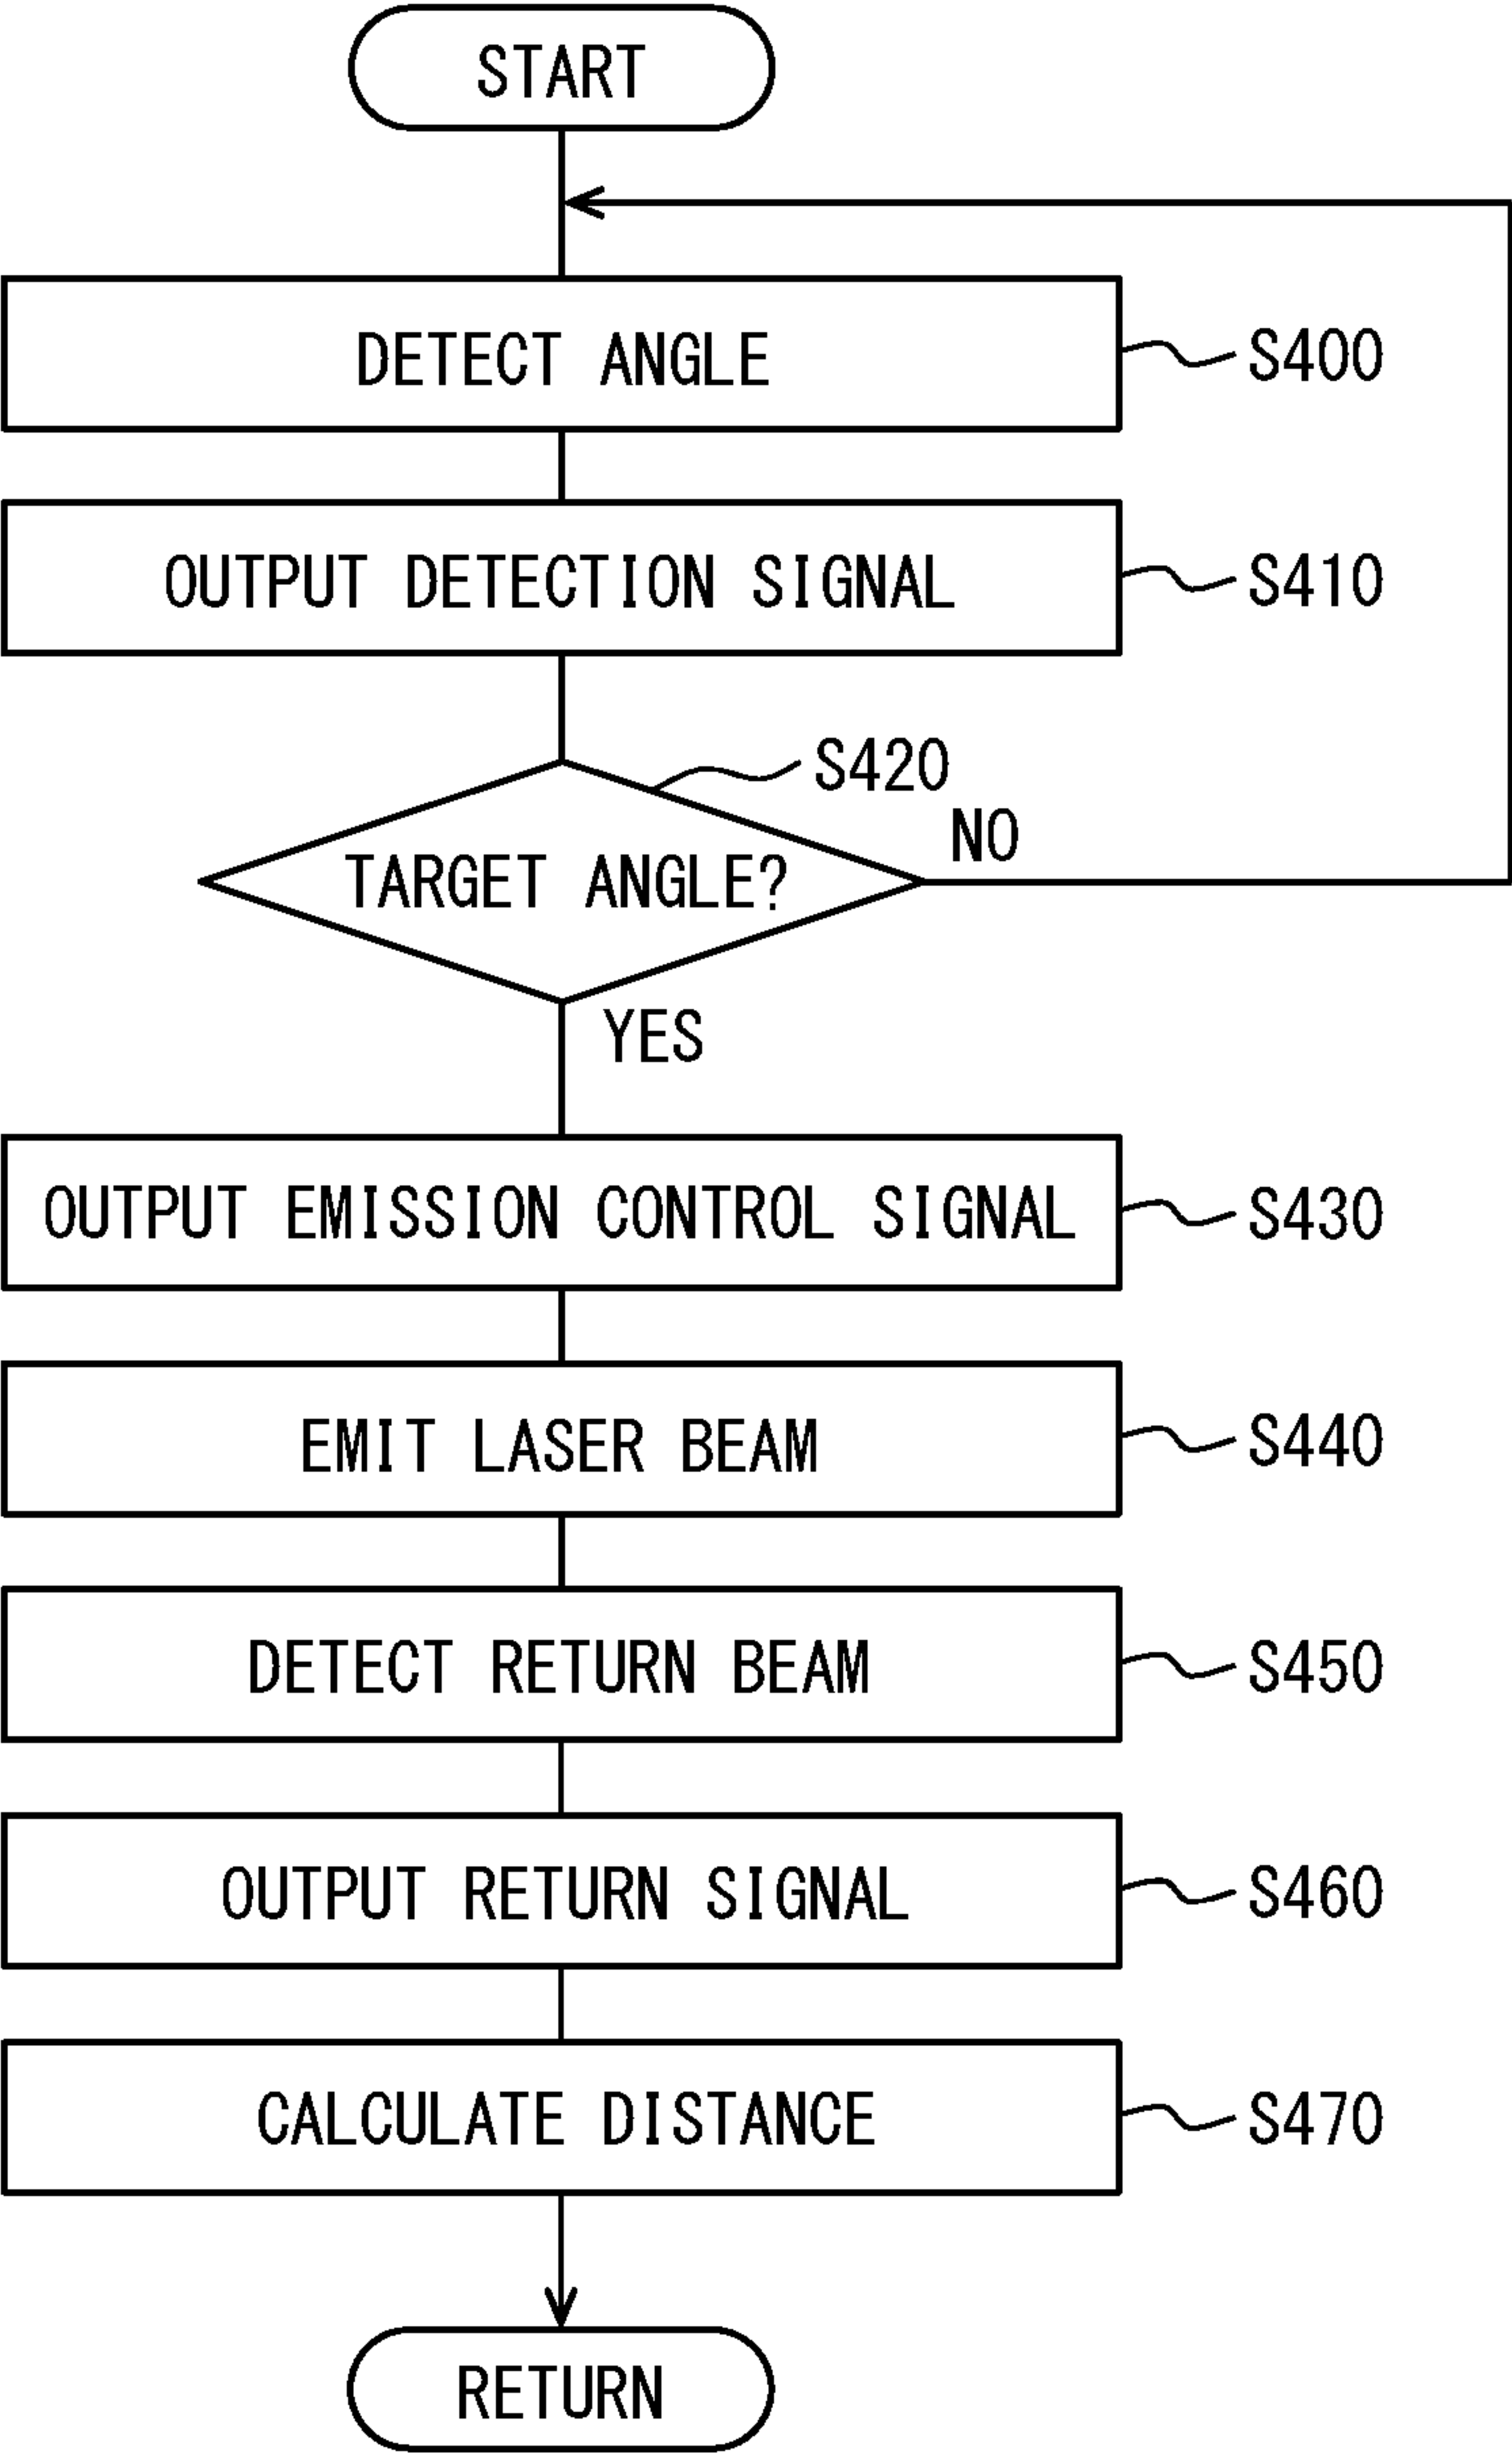 START
DETECT ANGLE
S400
OUTPUT DETECTION SIGNAL
S410
S420
TARGET ANGLE?
NO
YES
OUTPUT EMISSION CONTROL SIGNAL
S430
EMIT LASER BEAM
S440
DETECT RETURN BEAM
S450
OUTPUT RETURN SIGNAL
S460
CALCULATE DISTANCE
S470
RETURN